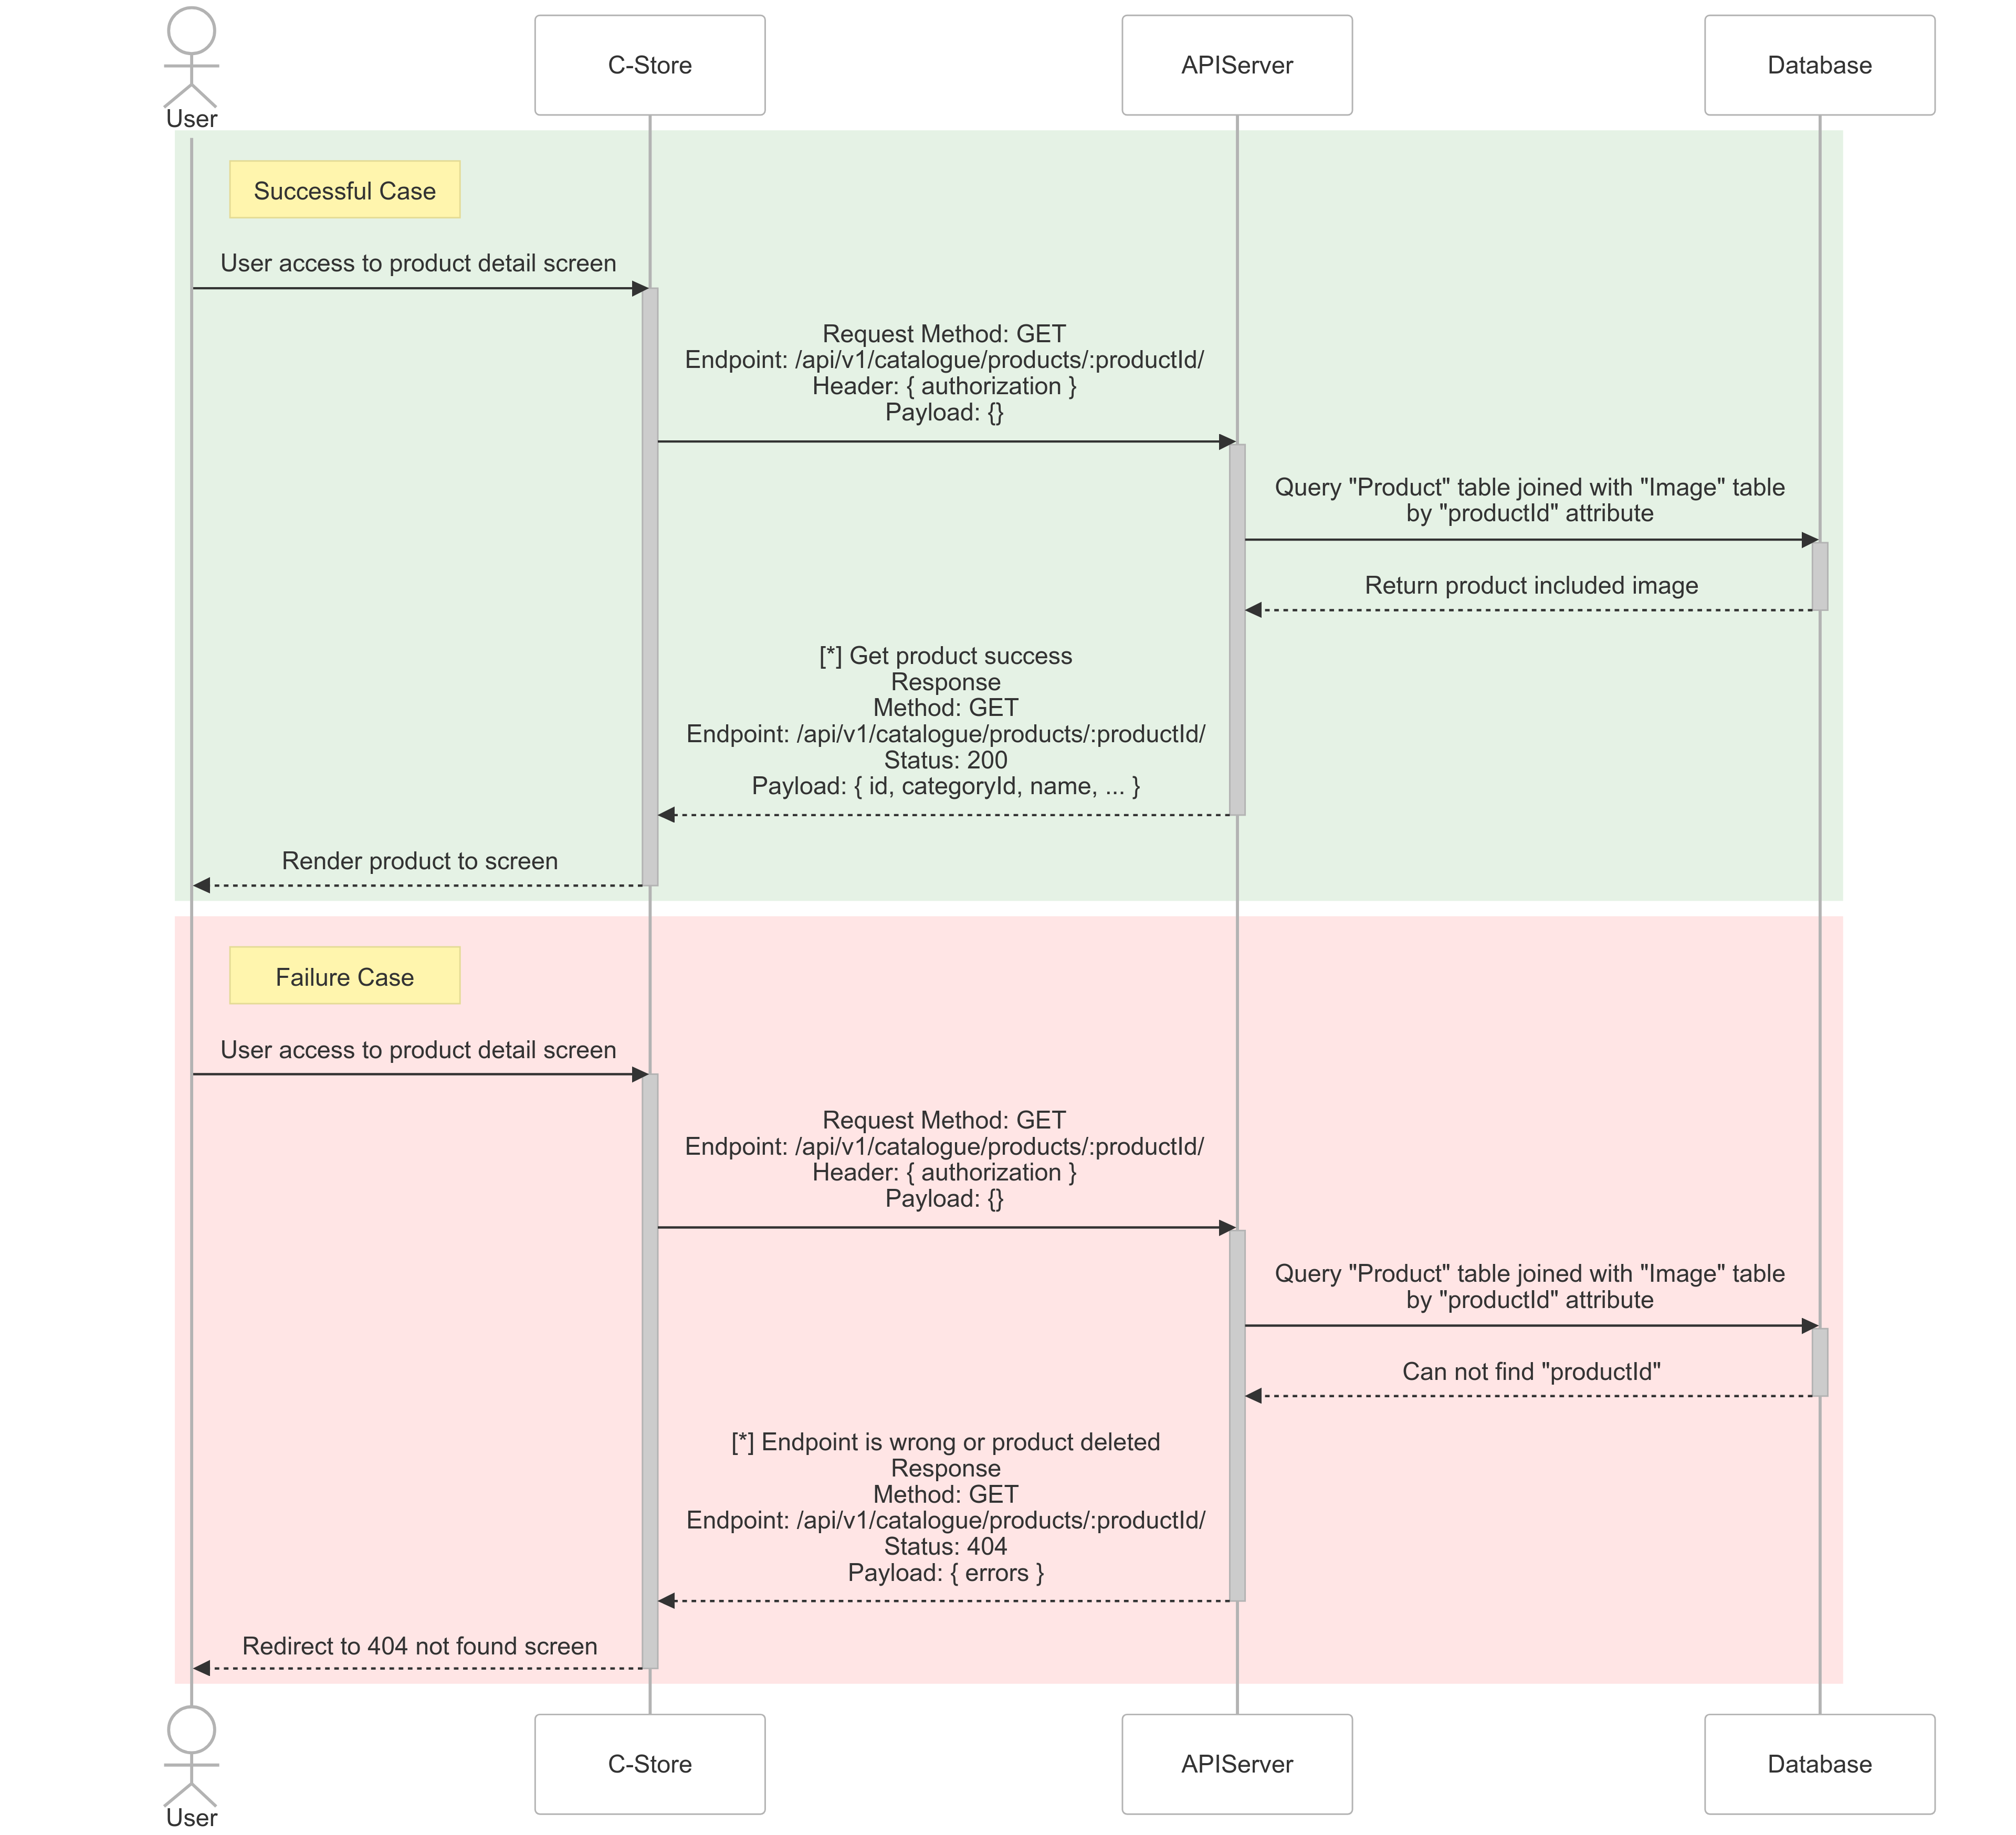 User
C-Store
APIServer
Database
Successful Case
User access to product detail screen
Request Method: GET
Endpoint: /api/v1/catalogue/products/:productId/
Header: { authorization }
Payload: {}
Query "Product" table joined with "Image" table
by "productId" attribute
Return product included image
[*] Get product success
Response
Method: GET
Endpoint: /api/v1/catalogue/products/:productId/
Status: 200
Payload: { id, categoryId, name, ... }
Render product to screen
Failure Case
User access to product detail screen
Request Method: GET
Endpoint: /api/v1/catalogue/products/:productId/
Header: { authorization }
Payload: {}
Query "Product" table joined with "Image" table
by "productId" attribute
Can not find "productId"
[*] Endpoint is wrong or product deleted
Response
Method: GET
Endpoint: /api/v1/catalogue/products/:productId/
Status: 404
Payload: { errors }
Redirect to 404 not found screen
User
C-Store
APIServer
Database